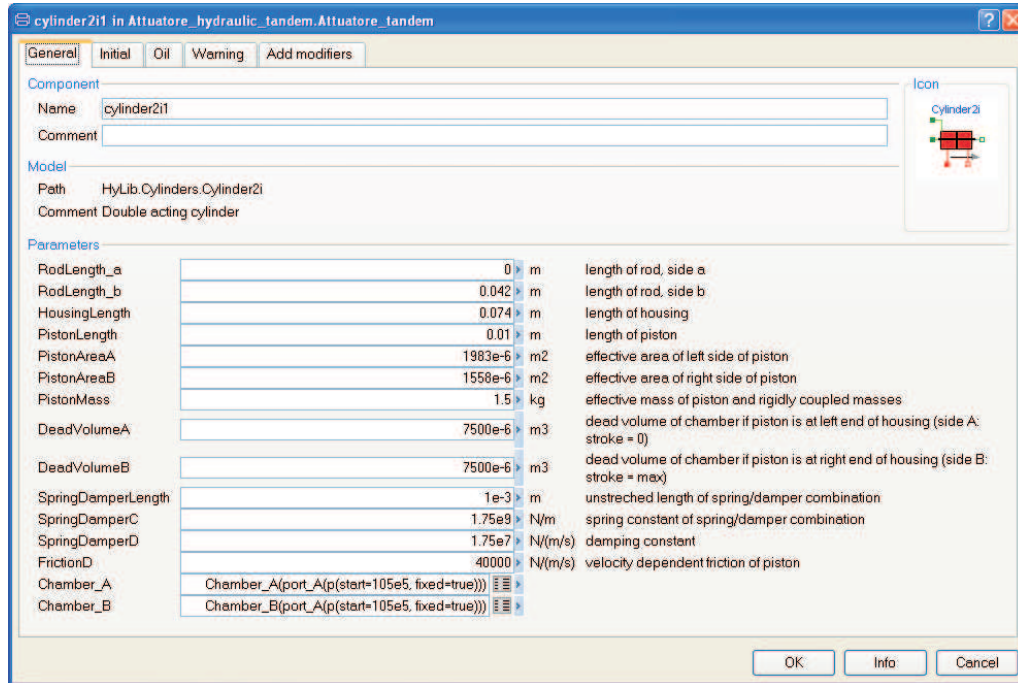 cylinder2i1 in Attuatore_hydraulic_tandem.Attuatore_tandem
General Initial Oil Warning Add modifiers
Component
Icon
Name cylinder2i1
Cylinder2i
Comment
Model
Path HyLib.Cylinders.Cylinder2i
Comment Double acting cylinder
Parameters
RodLength_a 0 m length of rod, side a
RodLength_b 0.042 m length of rod, side b
HousingLength 0.074 m length of housing
PistonLength 0.01 m length of piston
PistonAreaA 1983e-6 m2 effective area of left side of piston
PistonAreaB 1558e-6 m2 effective area of right side of piston
PistonMass 1.5 kg effective mass of piston and rigidly coupled masses
DeadVolumeA 7500e-6 m3 dead volume of chamber if piston is at left end of housing (side A:
stroke = 0)
DeadVolumeB 7500e-6 m3 dead volume of chamber if piston is at right end of housing (side B:
stroke = max)
SpringDamperLength 1e-3 m unstreched length of spring/damper combination
SpringDamperC 1.75e9 N/m spring constant of spring/damper combination
SpringDamperD 1.75e7 N/(m/s) damping constant
FrictionD 40000 N/(m/s) velocity dependent friction of piston
Chamber_A Chamber_A(port_A(p(start=105e5, fixed=true)))
Chamber_B Chamber_B(port_A(p(start=105e5, fixed=true)))
OK Info Cancel